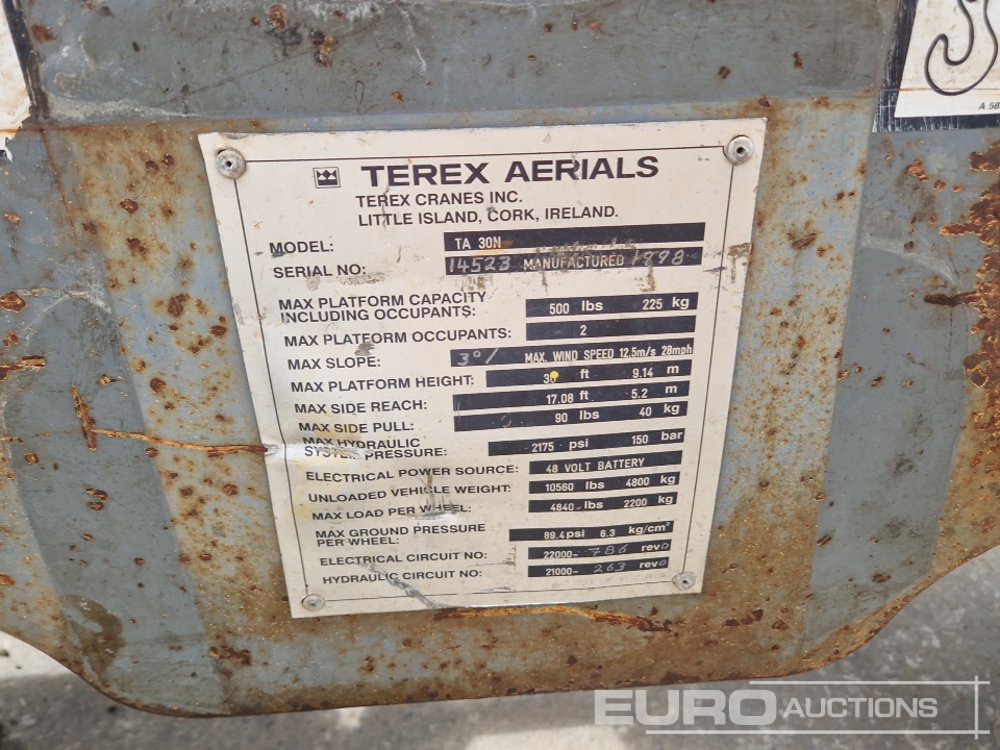 A 58
TEREX AERIALS
TEREX CRANES INC.
LITTLE ISLAND, CORK, IRELAND.
MODEL: TA 30N
SERIAL NO: 14523 MANUFACTURED 1998
MAX PLATFORM CAPACITY
INCLUDING OCCUPANTS: 500 lbs 225 kg
MAX PLATFORM OCCUPANTS: 2
MAX SLOPE: 3°/ MAX. WIND SPEED 12.5m/s 28mph
MAX PLATFORM HEIGHT: 30 ft 9.14 m
MAX SIDE REACH: 17.08 ft 5.2 m
MAX SIDE PULL: 90 lbs 40 kg
MAX HYDRAULIC
SYSTEM PRESSURE: 2175 psi 150 bar
ELECTRICAL POWER SOURCE: 48 VOLT BATTERY
UNLOADED VEHICLE WEIGHT: 10560 lbs 4800 kg
MAX LOAD PER WHEEL: 4840 lbs 2200 kg
MAX GROUND PRESSURE
PER WHEEL: 89.4psi 6.3 kg/cm²
ELECTRICAL CIRCUIT NO: 22000- 786 rev0
HYDRAULIC CIRCUIT NO: 21000- 263 rev0
EURO AUCTIONS